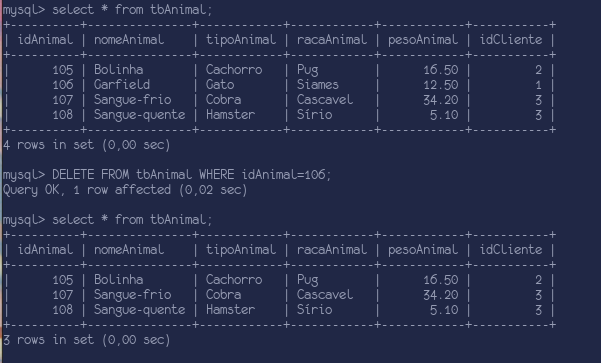 mysql> select * from tbAnimal;
+----------+---------------+------------+------------+------------+-----------+
| idAnimal | nomeAnimal | tipoAnimal | racaAnimal | pesoAnimal | idCliente |
+----------+---------------+------------+------------+------------+-----------+
| 105 | Bolinha | Cachorro | Pug | 16.50 | 2 |
| 106 | Garfield | Gato | Siames | 12.50 | 1 |
| 107 | Sangue-frio | Cobra | Cascavel | 34.20 | 3 |
| 108 | Sangue-quente | Hamster | Sírio | 5.10 | 3 |
+----------+---------------+------------+------------+------------+-----------+
4 rows in set (0,00 sec)
mysql> DELETE FROM tbAnimal WHERE idAnimal=106;
Query OK, 1 row affected (0,02 sec)
mysql> select * from tbAnimal;
+----------+---------------+------------+------------+------------+-----------+
| idAnimal | nomeAnimal | tipoAnimal | racaAnimal | pesoAnimal | idCliente |
+----------+---------------+------------+------------+------------+-----------+
| 105 | Bolinha | Cachorro | Pug | 16.50 | 2 |
| 107 | Sangue-frio | Cobra | Cascavel | 34.20 | 3 |
| 108 | Sangue-quente | Hamster | Sírio | 5.10 | 3 |
+----------+---------------+------------+------------+------------+-----------+
3 rows in set (0,00 sec)